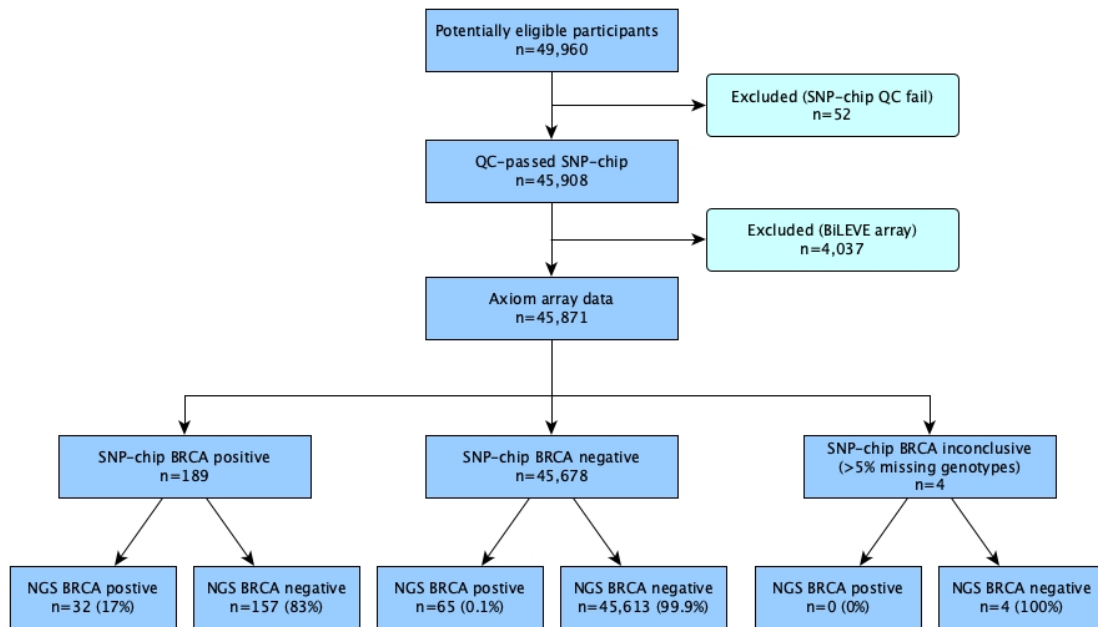 Potentially eligible participants
n=49,960
Excluded (SNP-chip QC fail)
n=52
QC-passed SNP-chip
n=45,908
Excluded (BiLEVE array)
n=4,037
Axiom array data
n=45,871
SNP-chip BRCA positive
n=189
SNP-chip BRCA negative
n=45,678
SNP-chip BRCA inconclusive
(>5% missing genotypes)
n=4
NGS BRCA postive
n=32 (17%)
NGS BRCA negative
n=157 (83%)
NGS BRCA postive
n=65 (0.1%)
NGS BRCA negative
n=45,613 (99.9%)
NGS BRCA postive
n=0 (0%)
NGS BRCA negative
n=4 (100%)